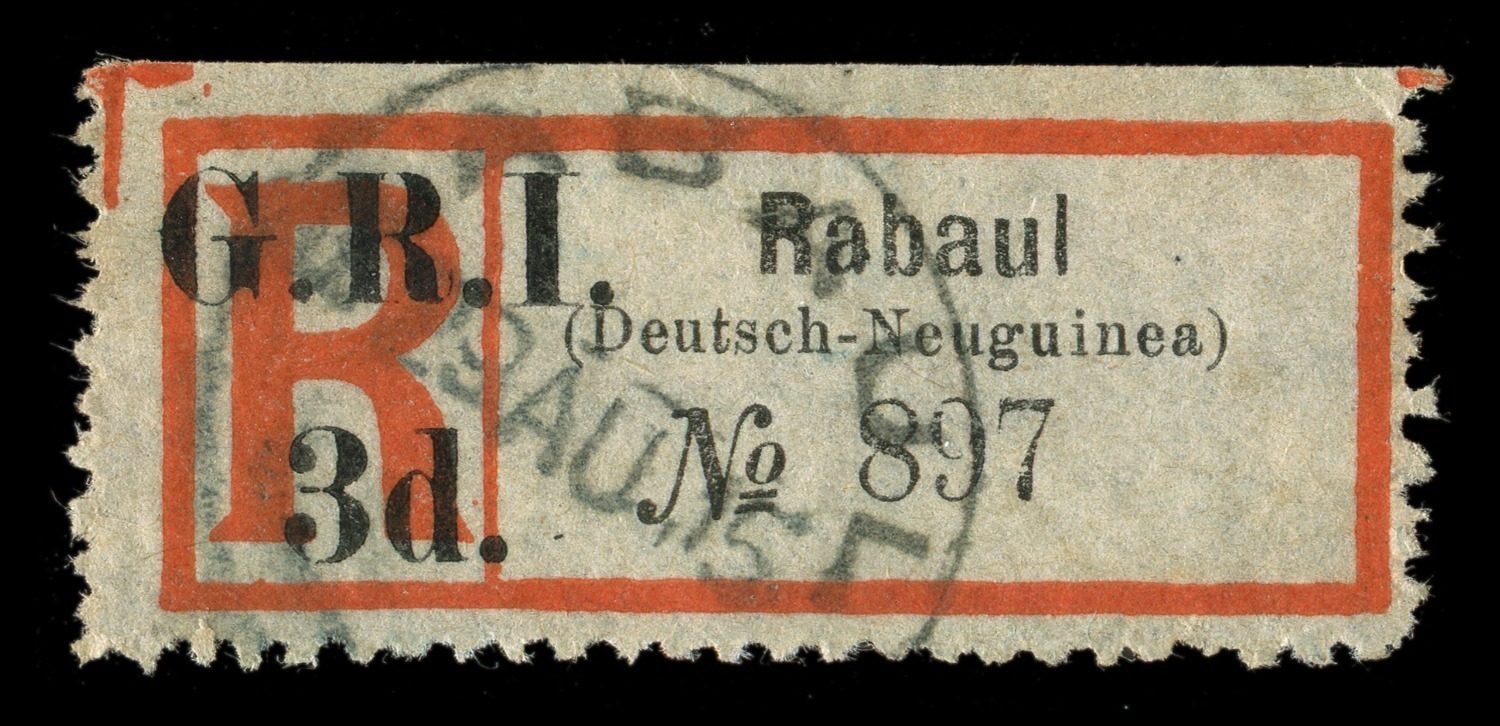 G.R.I.
R
3d.
Rabaul
(Deutsch-Neuguinea)
No 897